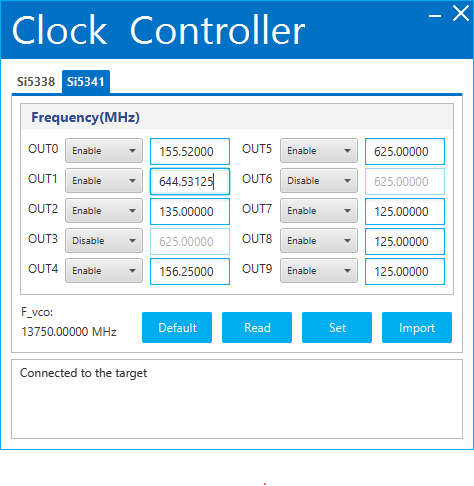 Clock Controller
Si5338 Si5341
Frequency(MHz)
OUT0 Enable 155.52000 OUT5 Enable 625.00000
OUT1 Enable 644.53125 OUT6 Disable 625.00000
OUT2 Enable 135.00000 OUT7 Enable 125.00000
OUT3 Disable 625.00000 OUT8 Enable 125.00000
OUT4 Enable 156.25000 OUT9 Enable 125.00000
F_vco:
13750.00000 MHz
Default Read Set Import
Connected to the target